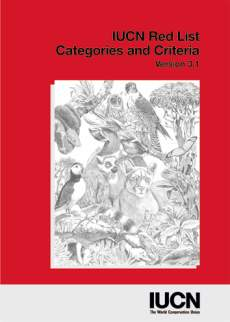 IUCN Red List
Categories and Criteria
Version 3.1
IUCN
The World Conservation Union